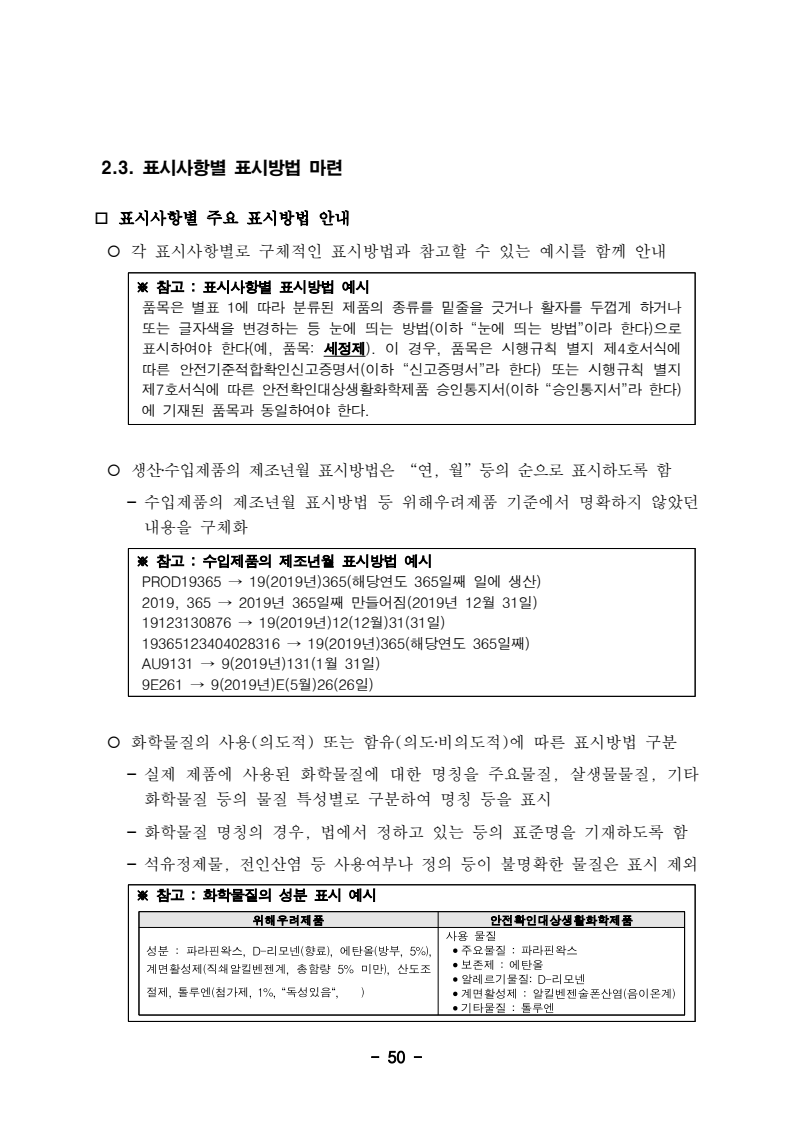 2.3. 표시사항별 표시방법 마련
□ 표시사항별 주요 표시방법 안내
○ 각 표시사항별로 구체적인 표시방법과 참고할 수 있는 예시를 함께 안내
※ 참고 : 표시사항별 표시방법 예시
품목은 별표 1에 따라 분류된 제품의 종류를 밑줄을 긋거나 활자를 두껍게 하거나
또는 글자색을 변경하는 등 눈에 띄는 방법(이하 “눈에 띄는 방법”이라 한다)으로
표시하여야 한다(예, 품목: 세정제). 이 경우, 품목은 시행규칙 별지 제4호서식에
따른 안전기준적합확인신고증명서(이하 “신고증명서”라 한다) 또는 시행규칙 별지
제7호서식에 따른 안전확인대상생활화학제품 승인통지서(이하 “승인통지서”라 한다)
에 기재된 품목과 동일하여야 한다.
○ 생산·수입제품의 제조년월 표시방법은 “연, 월”등의 순으로 표시하도록 함
- 수입제품의 제조년월 표시방법 등 위해우려제품 기준에서 명확하지 않았던
내용을 구체화
※ 참고 : 수입제품의 제조년월 표시방법 예시
PROD19365 → 19(2019년)365(해당연도 365일째 일에 생산)
2019, 365 → 2019년 365일째 만들어짐(2019년 12월 31일)
19123130876 → 19(2019년)12(12월)31(31일)
19365123404028316 → 19(2019년)365(해당연도 365일째)
AU9131 → 9(2019년)131(1월 31일)
9E261 → 9(2019년)E(5월)26(26일)
○ 화학물질의 사용(의도적) 또는 함유(의도·비의도적)에 따른 표시방법 구분
- 실제 제품에 사용된 화학물질에 대한 명칭을 주요물질, 살생물물질, 기타
화학물질 등의 물질 특성별로 구분하여 명칭 등을 표시
- 화학물질 명칭의 경우, 법에서 정하고 있는 등의 표준명을 기재하도록 함
- 석유정제물, 전인산염 등 사용여부나 정의 등이 불명확한 물질은 표시 제외
※ 참고 : 화학물질의 성분 표시 예시
위해우려제품
성분 : 파라핀왁스, D-리모넨(향료), 에탄올(방부, 5%),
계면활성제(직쇄알킬벤젠계, 총함량 5% 미만), 산도조
절제, 톨루엔(첨가제, 1%, “독성있음“, )
안전확인대상생활화학제품
사용 물질
•주요물질 : 파라핀왁스
•보존제 : 에탄올
•알레르기물질: D-리모넨
•계면활성제 : 알킬벤젠술폰산염(음이온계)
•기타물질 : 톨루엔
- 50 -